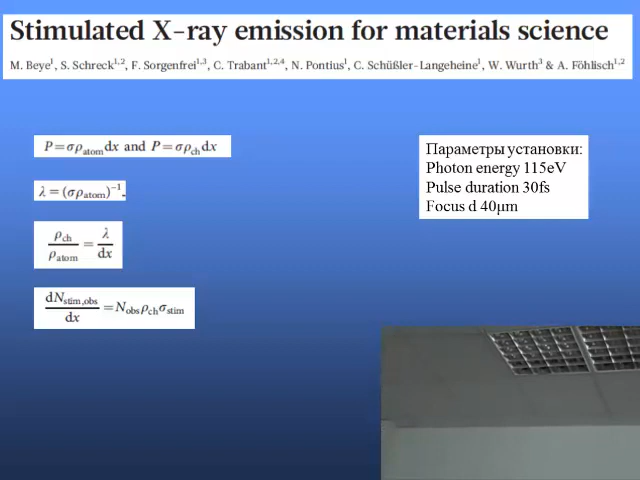 Stimulated X-ray emission for materials science
M. Beye¹, S. Schreck¹,², F. Sorgenfrei¹,³, C. Trabant¹,²,⁴, N. Pontius¹, C. Schüßler-Langeheine¹, W. Wurth³ & A. Föhlisch¹,²
P=σρ_atom dx and P=σρ_ch dx
λ=(σρ_atom)⁻¹.
ρ_ch/ρ_atom = λ/dx
dN_stim,obs/dx = N_obs ρ_ch σ_stim
Параметры установки:
Photon energy 115eV
Pulse duration 30fs
Focus d 40μm